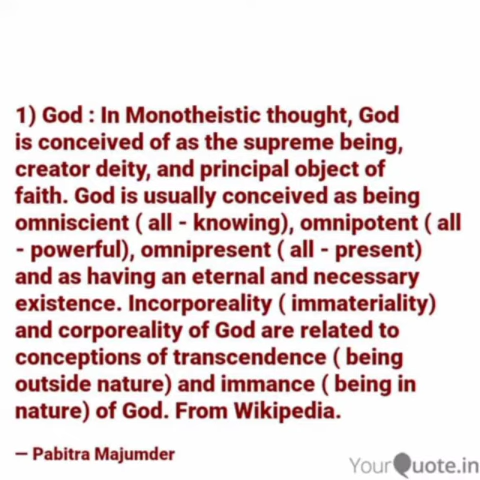 1) God : In Monotheistic thought, God
is conceived of as the supreme being,
creator deity, and principal object of
faith. God is usually conceived as being
omniscient ( all - knowing), omnipotent ( all
- powerful), omnipresent ( all - present)
and as having an eternal and necessary
existence. Incorporeality ( immateriality)
and corporeality of God are related to
conceptions of transcendence ( being
outside nature) and immance ( being in
nature) of God. From Wikipedia.
— Pabitra Majumder
YourQuote.in